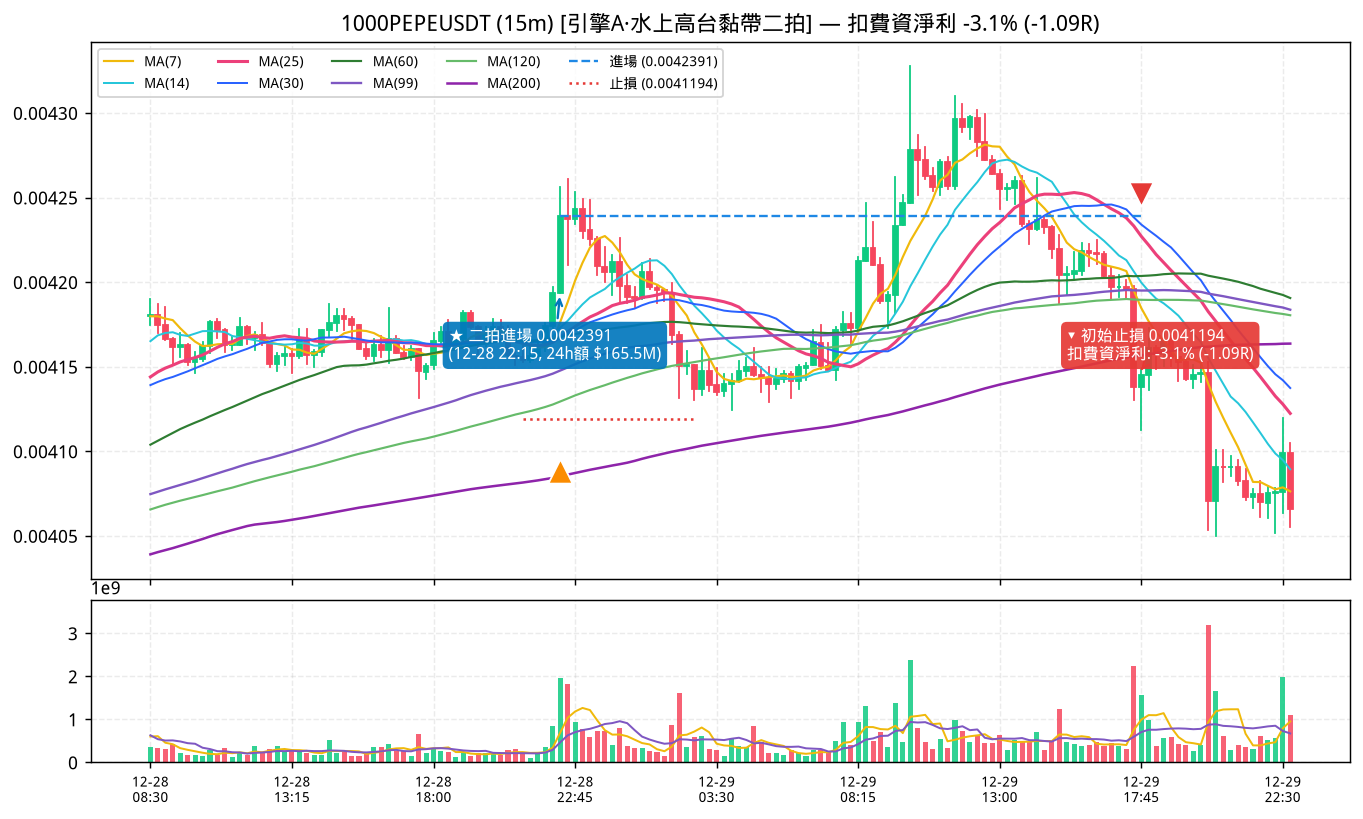 1000PEPEUSDT (15m) [引擎A·水上高台黏帶二拍] — 扣費資淨利 -3.1% (-1.09R)
MA(7) MA(25) MA(60) MA(120) 進場 (0.0042391)
MA(14) MA(30) MA(99) MA(200) 止損 (0.0041194)
0.00430
0.00425
0.00420
0.00415
0.00410
0.00405
★ 二拍進場 0.0042391
(12-28 22:15, 24h額 $165.5M)
▼ 初始止損 0.0041194
扣費資淨利: -3.1% (-1.09R)
1e9
3
2
1
0
12-28 12-28 12-28 12-28 12-29 12-29 12-29 12-29 12-29
08:30 13:15 18:00 22:45 03:30 08:15 13:00 17:45 22:30